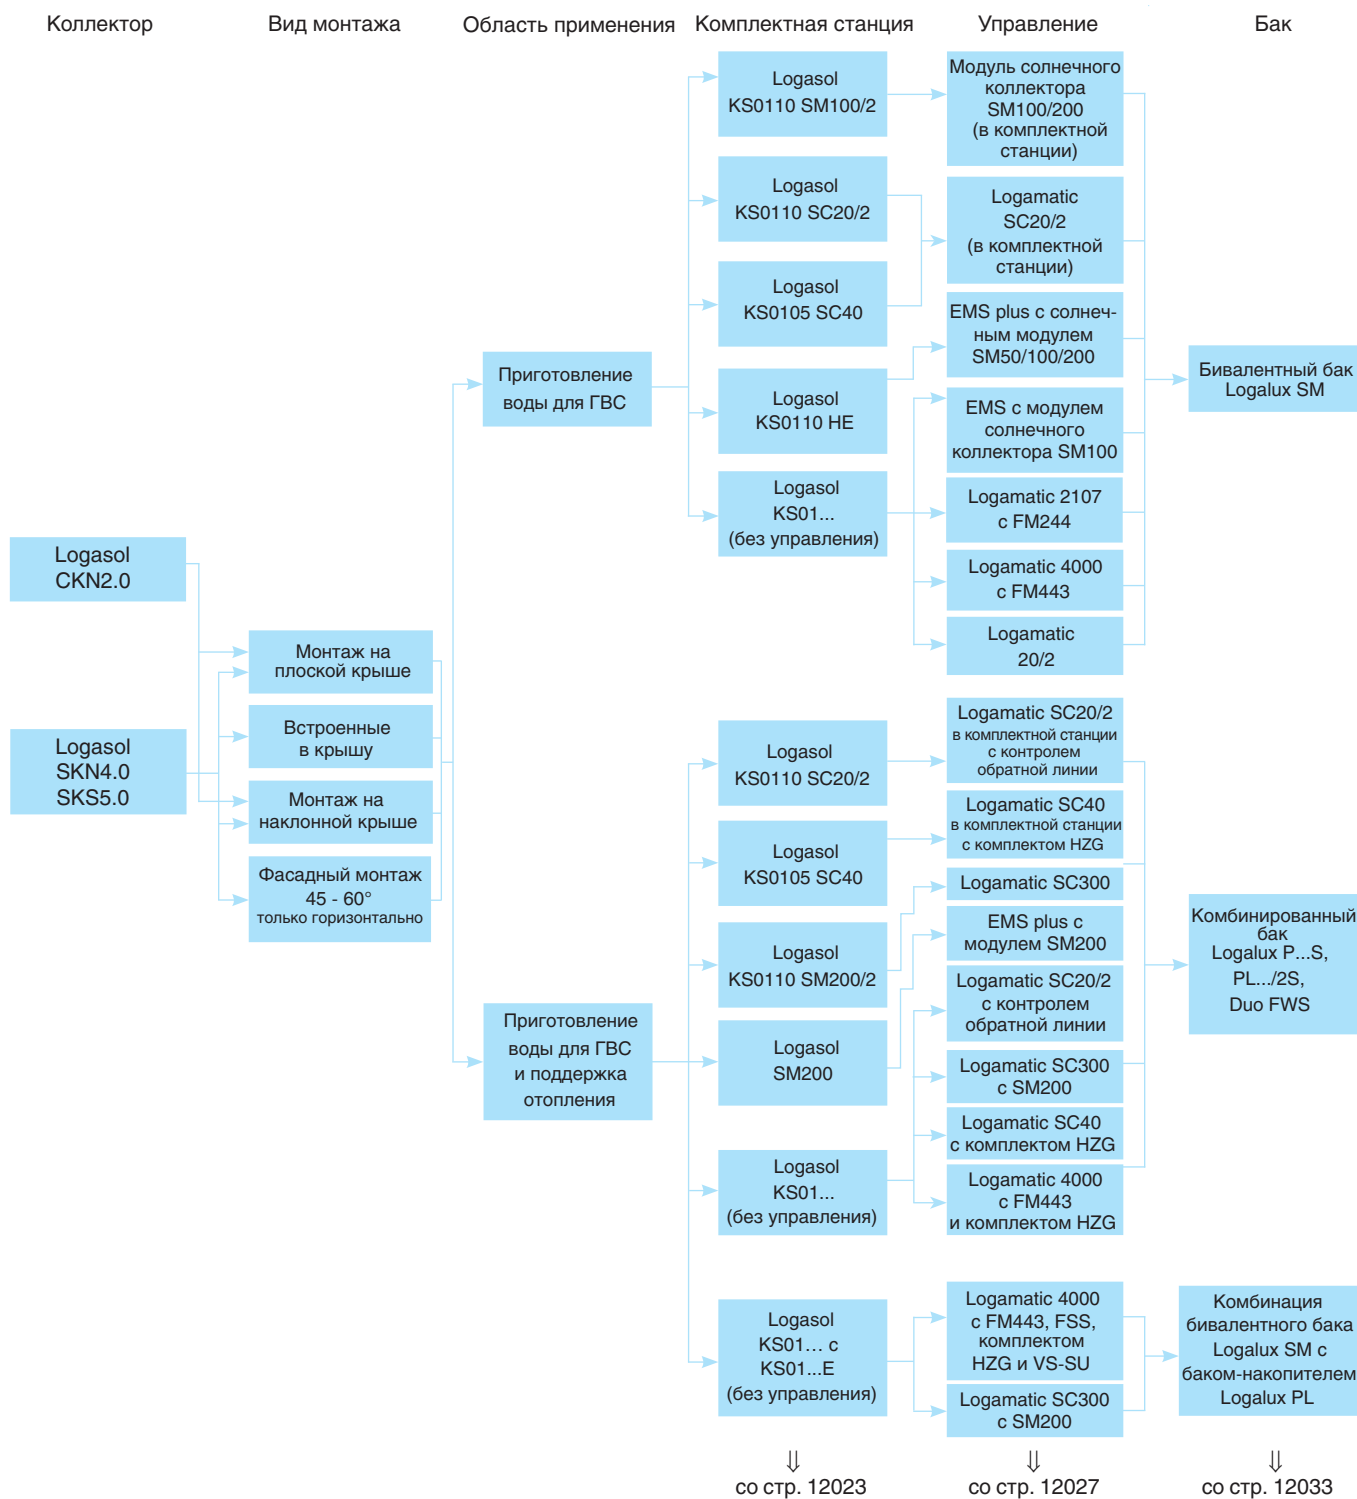 Коллектор
Вид монтажа
Область применения
Комплектная станция
Управление
Бак
Logasol
CKN2.0
Logasol
SKN4.0
SKS5.0
Монтаж на
плоской крыше
Встроенные
в крышу
Монтаж на
наклонной крыше
Фасадный монтаж
45 - 60°
только горизонтально
Приготовление
воды для ГВС
Приготовление
воды для ГВС
и поддержка
отопления
Logasol
KS0110 SM100/2
Logasol
KS0110 SC20/2
Logasol
KS0105 SC40
Logasol
KS0110 HE
Logasol
KS01...
(без управления)
Logasol
KS0110 SC20/2
Logasol
KS0105 SC40
Logasol
KS0110 SM200/2
Logasol
SM200
Logasol
KS01...
(без управления)
Logasol
KS01... с
KS01...E
(без управления)
Модуль солнечного
коллектора
SM100/200
(в комплектной
станции)
Logamatic
SC20/2
(в комплектной
станции)
EMS plus с солнеч-
ным модулем
SM50/100/200
EMS с модулем
солнечного
коллектора SM100
Logamatic 2107
с FM244
Logamatic 4000
с FM443
Logamatic
20/2
Logamatic SC20/2
в комплектной станции
с контролем
обратной линии
Logamatic SC40
в комплектной станции
с комплектом HZG
Logamatic SC300
EMS plus с
модулем SM200
Logamatic SC20/2
с контролем
обратной линии
Logamatic SC300
с SM200
Logamatic SC40
с комплектом HZG
Logamatic 4000
с FM443
и комплектом HZG
Logamatic 4000
с FM443, FSS,
комплектом
HZG и VS-SU
Logamatic SC300
с SM200
Бивалентный бак
Logalux SM
Комбинированный
бак
Logalux P...S,
PL.../2S,
Duo FWS
Комбинация
бивалентного бака
Logalux SM с
баком-накопителем
Logalux PL
⇓
со стр. 12023
⇓
со стр. 12027
⇓
со стр. 12033